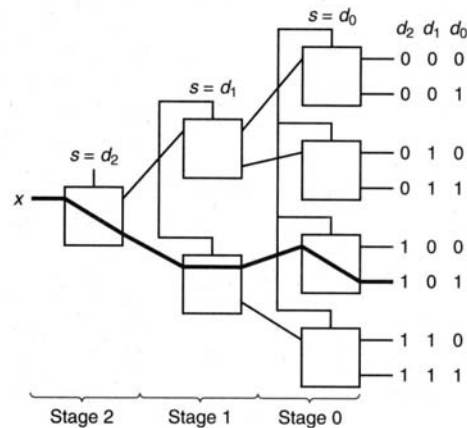 s = d₀
d₂ d₁ d₀
0 0 0
0 0 1
s = d₁
0 1 0
0 1 1
s = d₂
x
1 0 0
1 0 1
1 1 0
1 1 1
Stage 2 Stage 1 Stage 0